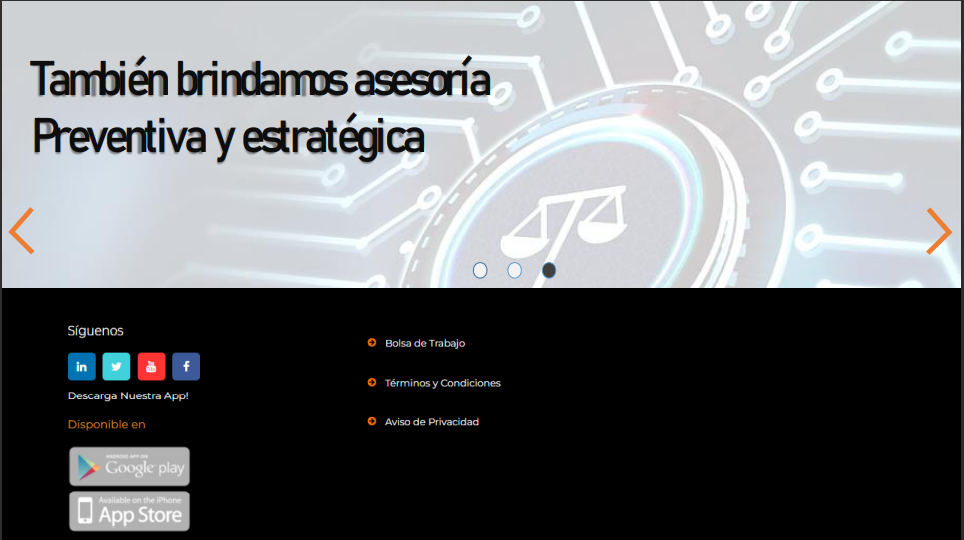 También brindamos asesoría
Preventiva y estratégica
Síguenos
in
f
Descarga Nuestra App!
Disponible en
ANDROID APP ON
Google play
Available on the iPhone
App Store
Bolsa de Trabajo
Términos y Condiciones
Aviso de Privacidad